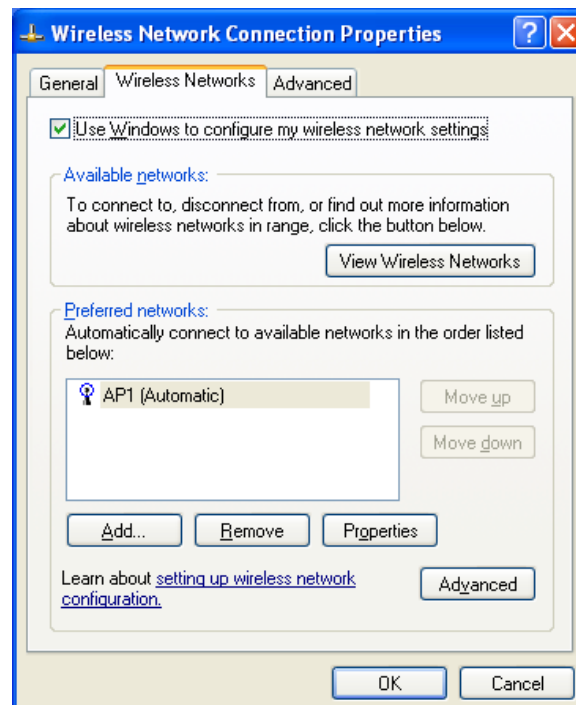 Wireless Network Connection Properties
General
Wireless Networks
Advanced
Use Windows to configure my wireless network settings
Available networks:
To connect to, disconnect from, or find out more information
about wireless networks in range, click the button below.
View Wireless Networks
Preferred networks:
Automatically connect to available networks in the order listed
below:
AP1 (Automatic)
Move up
Move down
Add...
Remove
Properties
Learn about setting up wireless network
configuration.
Advanced
OK
Cancel